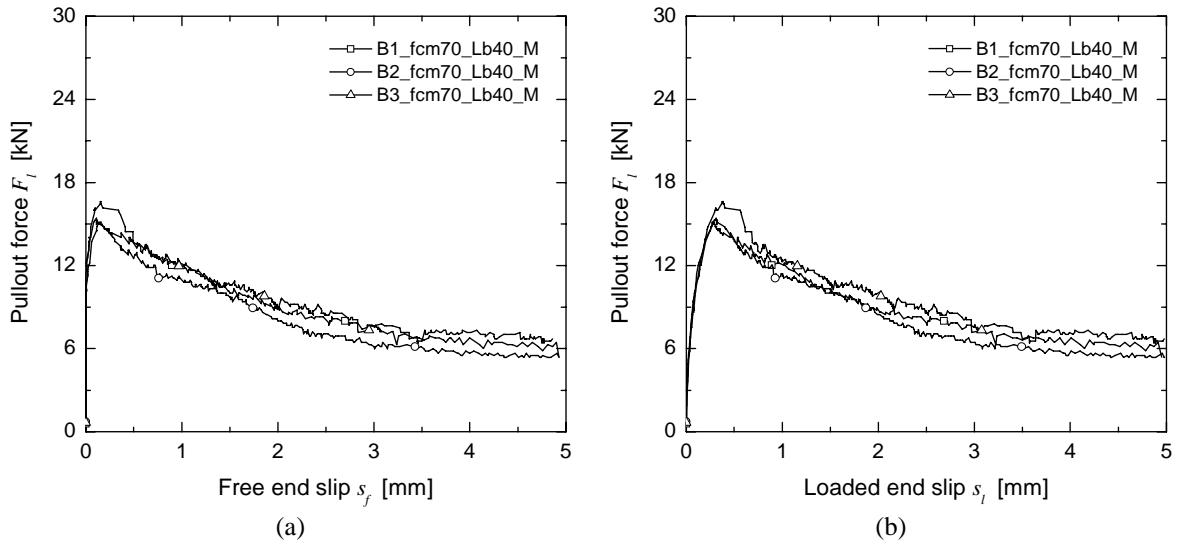 30
24
18
12
6
0
Pullout force F_l [kN]
B1_fcm70_Lb40_M
B2_fcm70_Lb40_M
B3_fcm70_Lb40_M
0 1 2 3 4 5
Free end slip s_f [mm]
(a)
30
24
18
12
6
0
Pullout force F_l [kN]
B1_fcm70_Lb40_M
B2_fcm70_Lb40_M
B3_fcm70_Lb40_M
0 1 2 3 4 5
Loaded end slip s_l [mm]
(b)